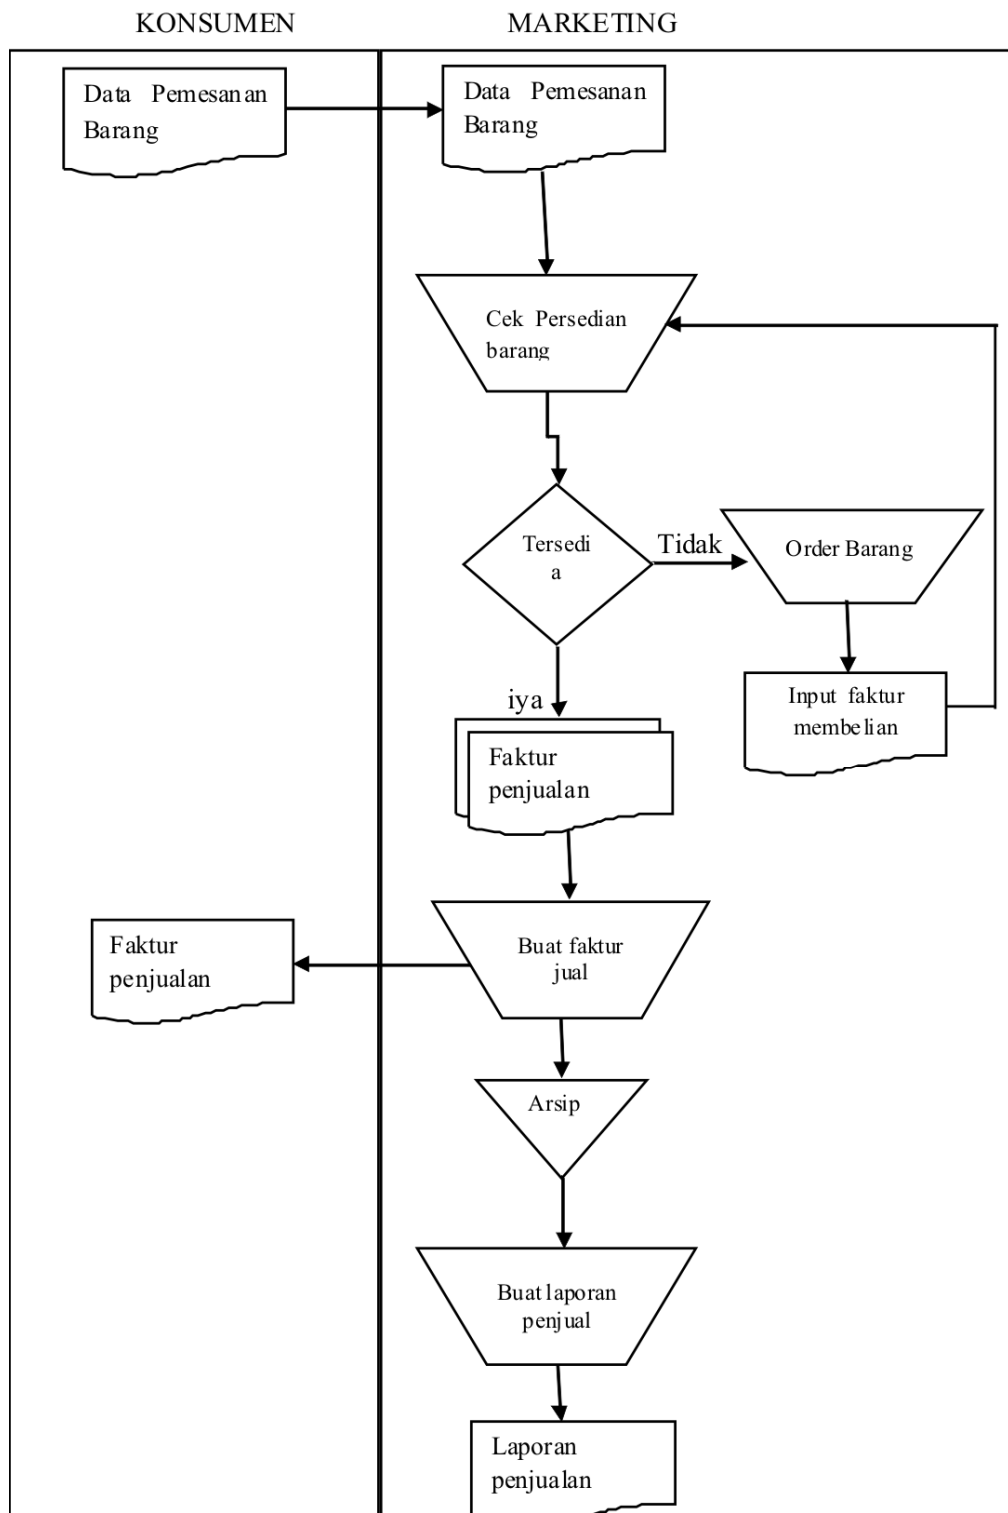 KONSUMEN
MARKETING
Data Pemesanan
Barang
Data Pemesanan
Barang
Cek Persedian
barang
Tersedi
a
Tidak
Order Barang
iya
Input faktur
membelian
Faktur
penjualan
Faktur
penjualan
Buat faktur
jual
Arsip
Buat laporan
penjual
Laporan
penjualan